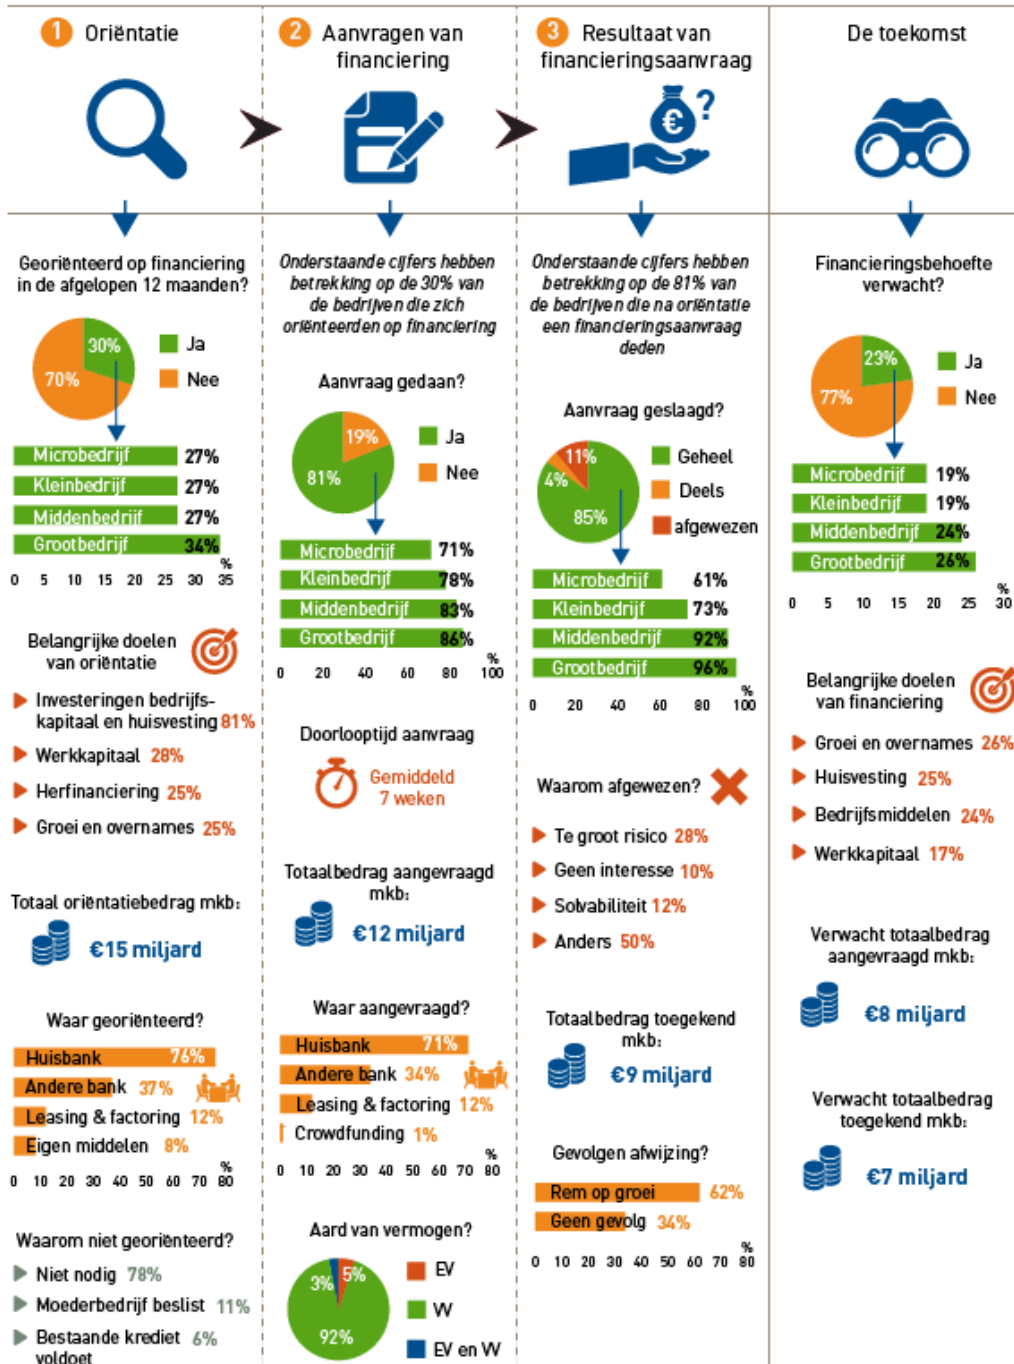 1 Oriëntatie
Georiënteerd op financiering
in de afgelopen 12 maanden?
30%
70%
Ja
Nee
Microbedrijf 27%
Kleinbedrijf 27%
Middenbedrijf 27%
Grootbedrijf 34%
%
0 5 10 15 20 25 30 35
Belangrijke doelen
van oriëntatie
Investeringen bedrijfs-
kapitaal en huisvesting 81%
Werkkapitaal 28%
Herfinanciering 25%
Groei en overnames 25%
Totaal oriëntatiebedrag mkb:
€15 miljard
Waar georiënteerd?
Huisbank 76%
Andere bank 37%
Leasing & factoring 12%
Eigen middelen 8%
%
0 10 20 30 40 50 60 70 80
Waarom niet georiënteerd?
Niet nodig 78%
Moederbedrijf beslist 11%
Bestaande krediet 6%
voldoet
2 Aanvragen van
financiering
Onderstaande cijfers hebben
betrekking op de 30% van
de bedrijven die zich
oriënteerden op financiering
Aanvraag gedaan?
19%
81%
Ja
Nee
Microbedrijf 71%
Kleinbedrijf 78%
Middenbedrijf 83%
Grootbedrijf 86%
%
0 20 40 60 80 100
Doorlooptijd aanvraag
Gemiddeld
7 weken
Totaalbedrag aangevraagd
mkb:
€12 miljard
Waar aangevraagd?
Huisbank 71%
Andere bank 34%
Leasing & factoring 12%
Crowdfunding 1%
%
0 10 20 30 40 50 60 70 80
Aard van vermogen?
3%
5%
92%
EV
VV
EV en VV
3 Resultaat van
financieringsaanvraag
€
?
Onderstaande cijfers hebben
betrekking op de 81% van
de bedrijven die na oriëntatie
een financieringsaanvraag
deden
Aanvraag geslaagd?
11%
4%
85%
Geheel
Deels
afgewezen
Microbedrijf 61%
Kleinbedrijf 73%
Middenbedrijf 92%
Grootbedrijf 96%
%
0 20 40 60 80 100
Waarom afgewezen?
Te groot risico 28%
Geen interesse 10%
Solvabiliteit 12%
Anders 50%
Totaalbedrag toegekend
mkb:
€9 miljard
Gevolgen afwijzing?
Rem op groei 62%
Geen gevolg 34%
%
0 10 20 30 40 50 60 70 80
De toekomst
Financieringsbehoefte
verwacht?
23%
77%
Ja
Nee
Microbedrijf 19%
Kleinbedrijf 19%
Middenbedrijf 24%
Grootbedrijf 26%
%
0 5 10 15 20 25 30
Belangrijke doelen
van financiering
Groei en overnames 26%
Huisvesting 25%
Bedrijfsmiddelen 24%
Werkkapitaal 17%
Verwacht totaalbedrag
aangevraagd mkb:
€8 miljard
Verwacht totaalbedrag
toegekend mkb:
€7 miljard